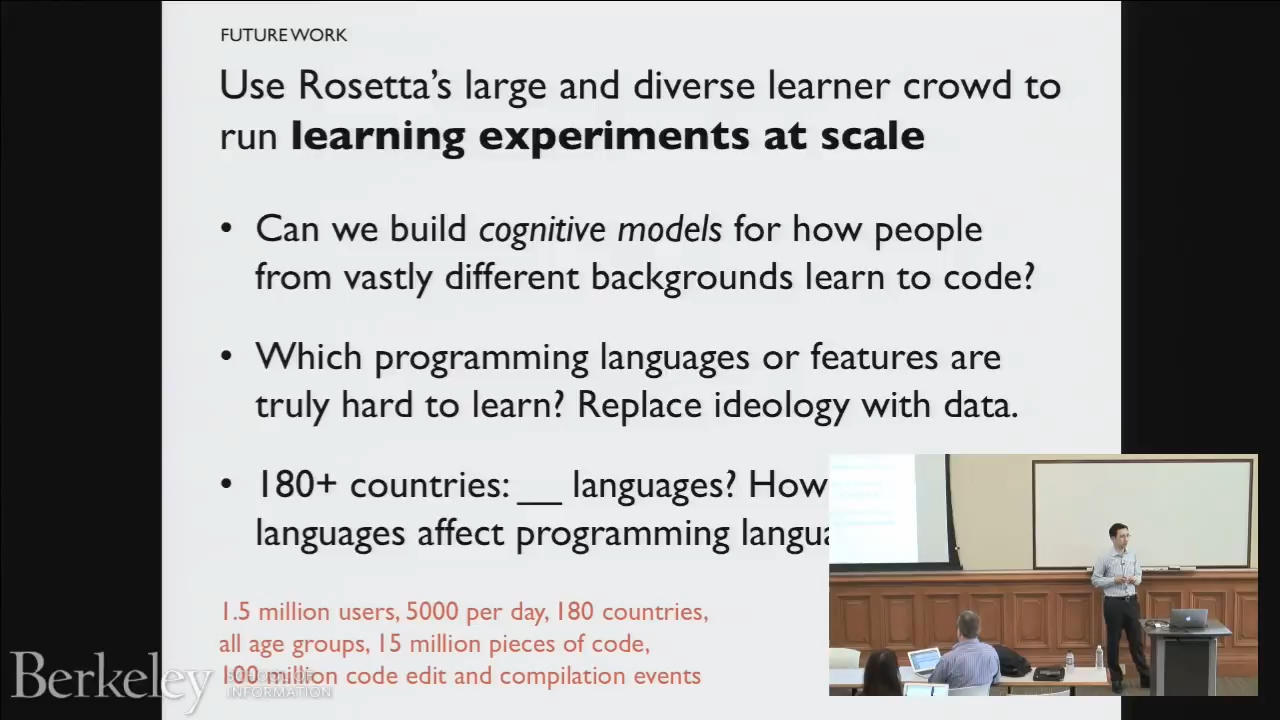 FUTURE WORK
Use Rosetta's large and diverse learner crowd to
run learning experiments at scale
• Can we build cognitive models for how people
from vastly different backgrounds learn to code?
• Which programming languages or features are
truly hard to learn? Replace ideology with data.
• 180+ countries: __ languages? How
languages affect programming
1.5 million users, 5000 per day, 180 countries,
all age groups, 15 million pieces of code,
100 million code edit and compilation events
Berkeley SCHOOL OF
INFORMATION